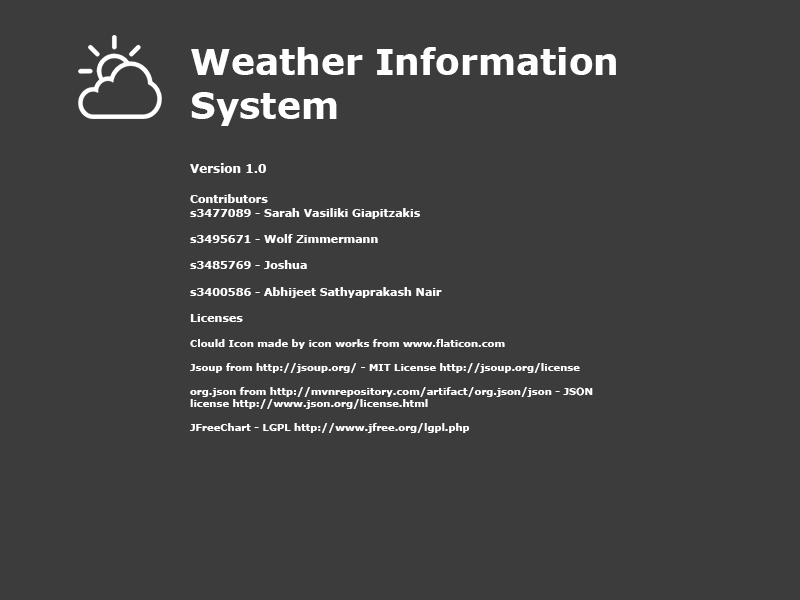 Weather Information
System
Version 1.0
Contributors
s3477089 - Sarah Vasiliki Giapitzakis
s3495671 - Wolf Zimmermann
s3485769 - Joshua
s3400586 - Abhijeet Sathyaprakash Nair
Licenses
Clould Icon made by icon works from www.flaticon.com
Jsoup from http://jsoup.org/ - MIT License http://jsoup.org/license
org.json from http://mvnrepository.com/artifact/org.json/json - JSON
license http://www.json.org/license.html
JFreeChart - LGPL http://www.jfree.org/lgpl.php